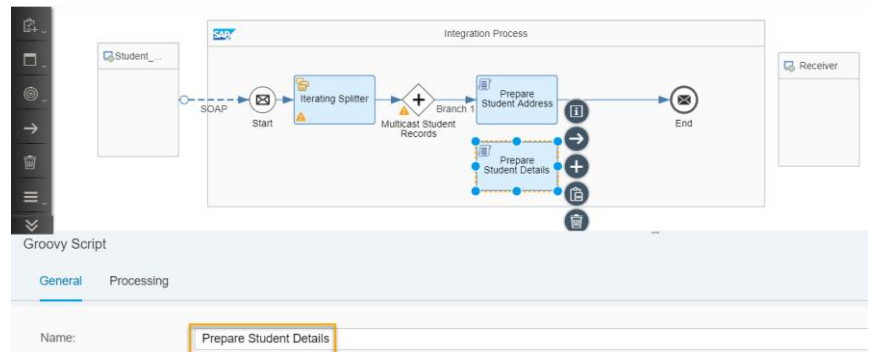 SAP
Integration Process
Student_...
Receiver
SOAP
Start
Iterating Splitter
Multicast Student
Records
Branch 1
Prepare
Student Address
End
Prepare
Student Details
Groovy Script
General Processing
Name: Prepare Student Details